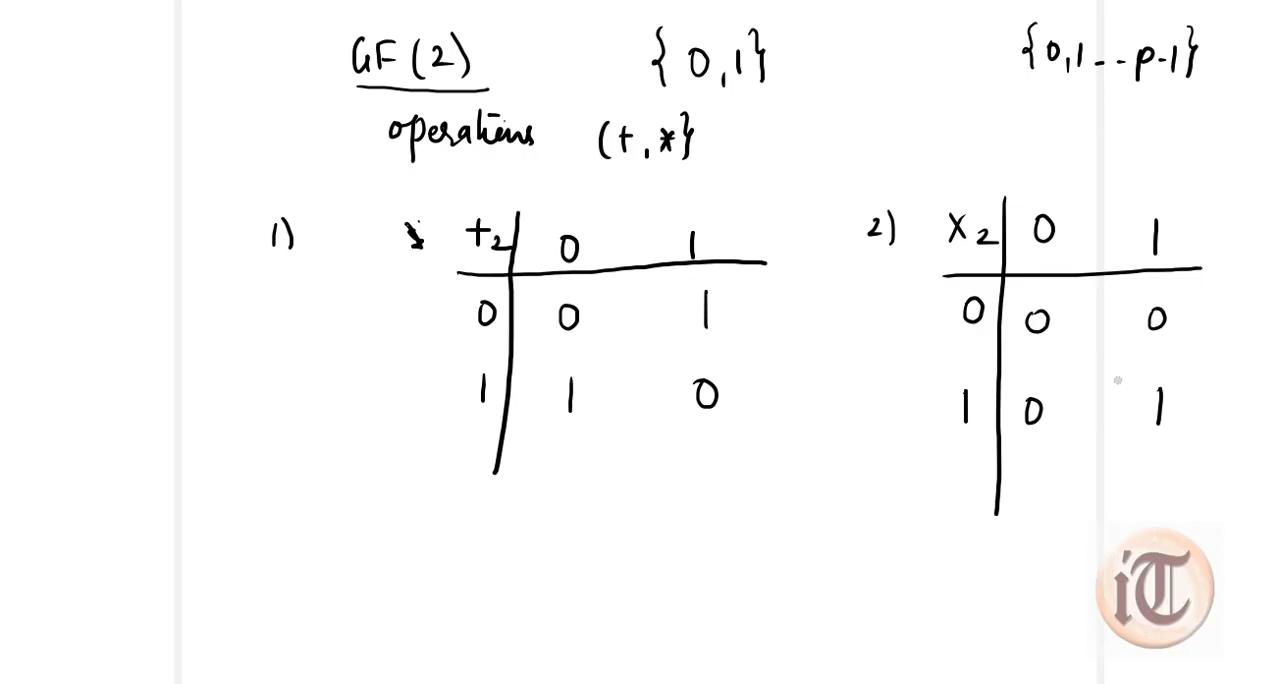 GF(2) {0,1} {0,1--p-1}
operations (+,*}
1) +2 0 1
0 0 1
1 1 0
2) X2 0 1
0 0 0
1 0 1
iT